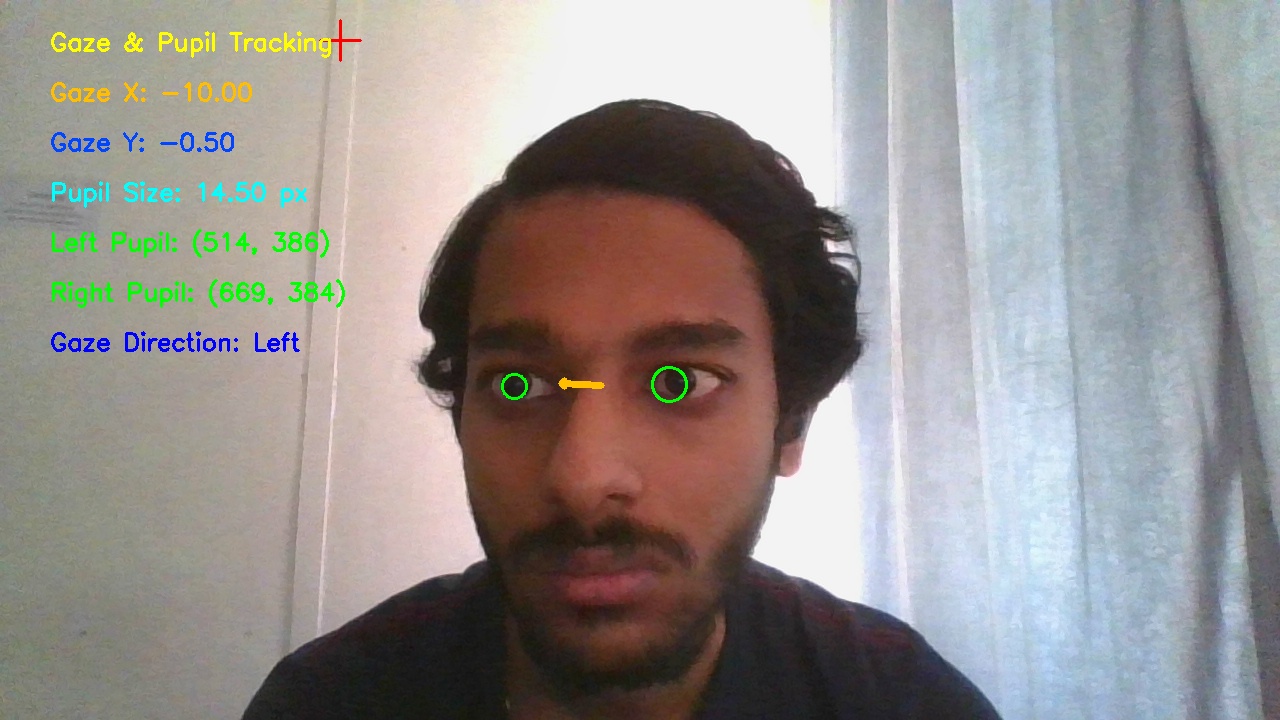 Gaze & Pupil Tracking
Gaze X: -10.00
Gaze Y: -0.50
Pupil Size: 14.50 px
Left Pupil: (514, 386)
Right Pupil: (669, 384)
Gaze Direction: Left